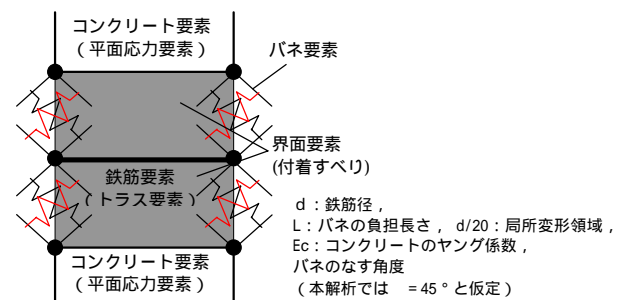 コンクリート要素
(平面応力要素)
バネ要素
界面要素
(付着すべり)
鉄筋要素
(トラス要素)
コンクリート要素
(平面応力要素)
d:鉄筋径,
L:バネの負担長さ, d/20:局所変形領域,
Ec:コンクリートのヤング係数,
バネのなす角度
(本解析では =45°と仮定)